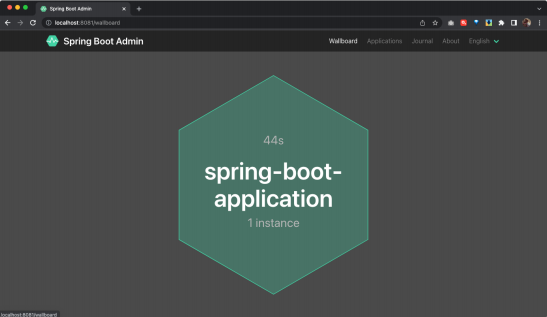 Spring Boot Admin
localhost:8081/wallboard
Spring Boot Admin
Wallboard Applications Journal About English
44s
spring-boot-
application
1 instance
localhost:8081/wallboard